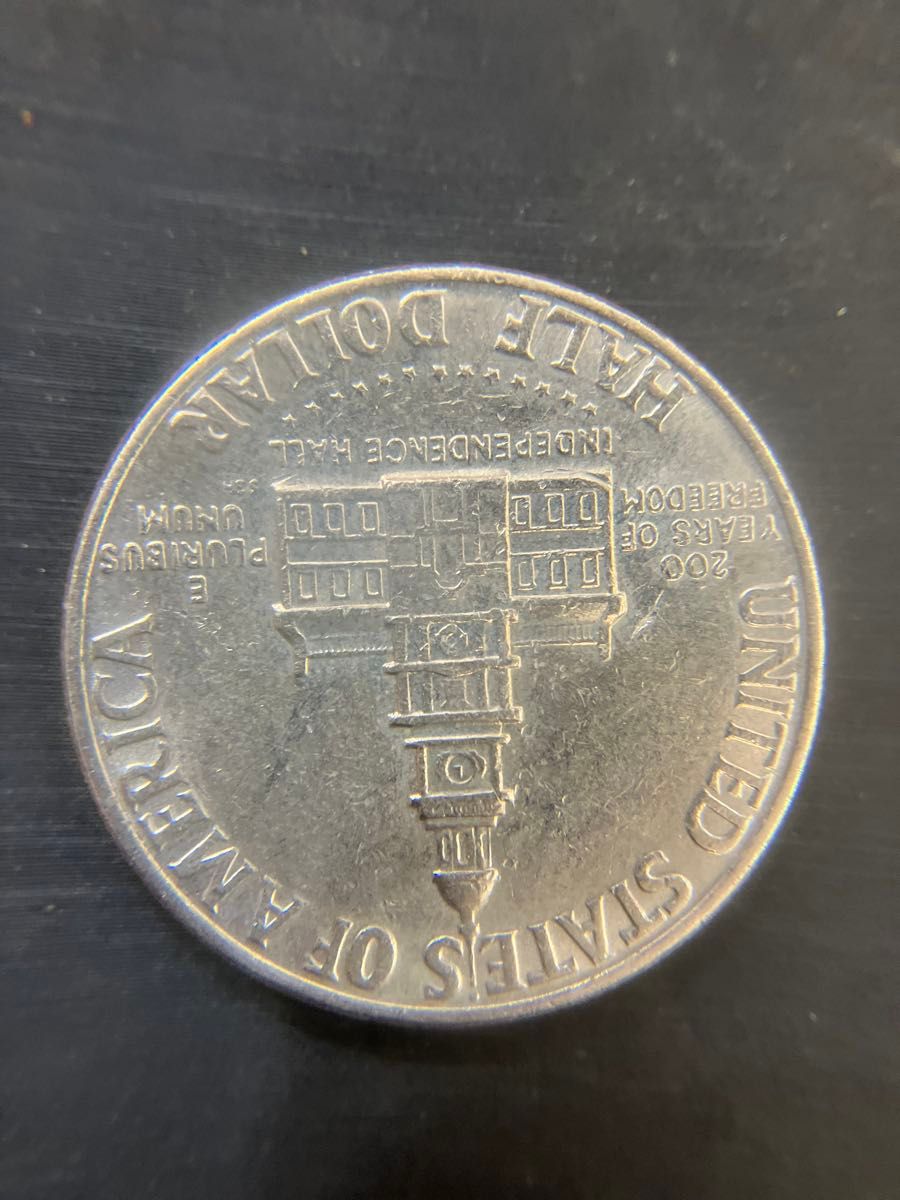 UNITED STATES OF AMERICA
200
YEARS OF
FREEDOM
E
PLURIBUS
UNUM
INDEPENDENCE HALL
HALF DOLLAR